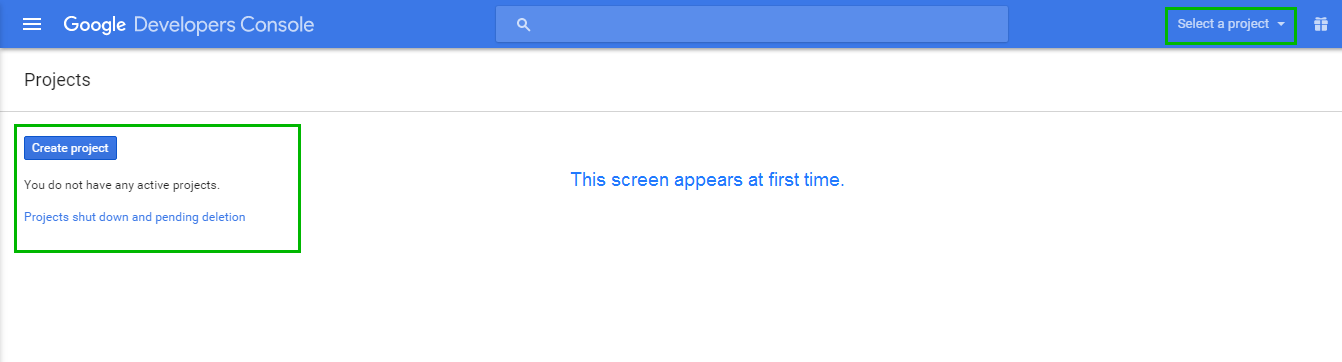 Google Developers Console
Select a project
Projects
Create project
This screen appears at first time.
You do not have any active projects.
Projects shut down and pending deletion